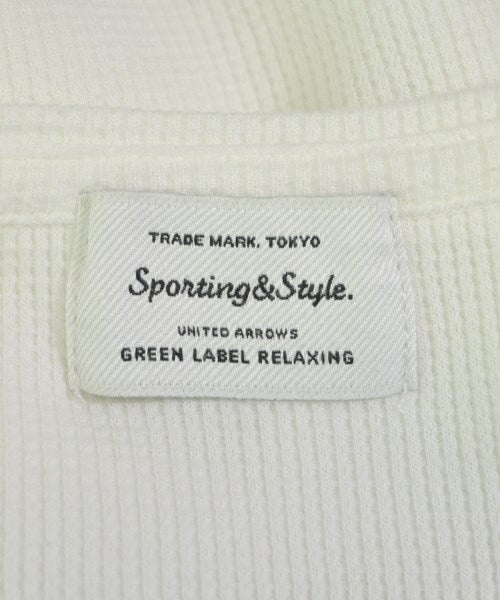 TRADE MARK. TOKYO
Sporting&Style.
UNITED ARROWS
GREEN LABEL RELAXING